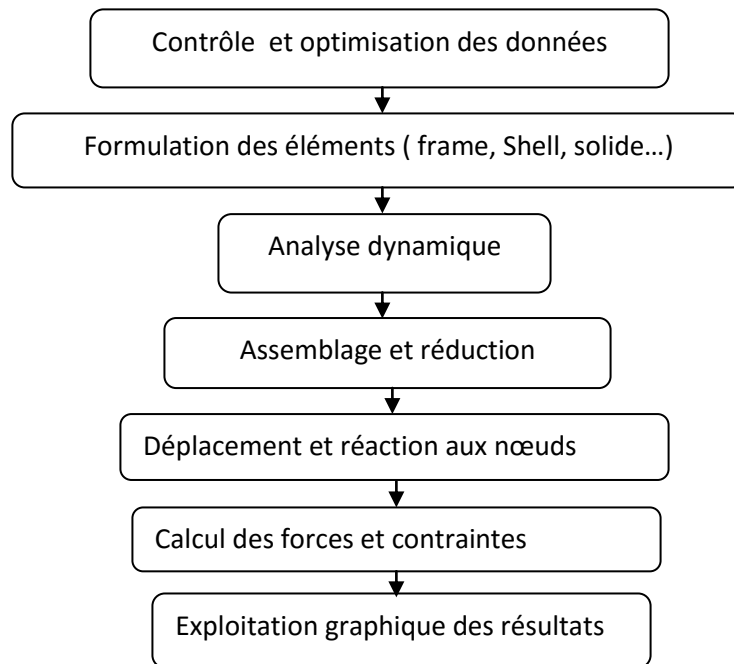 Contrôle et optimisation des données
Formulation des éléments ( frame, Shell, solide…)
Analyse dynamique
Assemblage et réduction
Déplacement et réaction aux nœuds
Calcul des forces et contraintes
Exploitation graphique des résultats